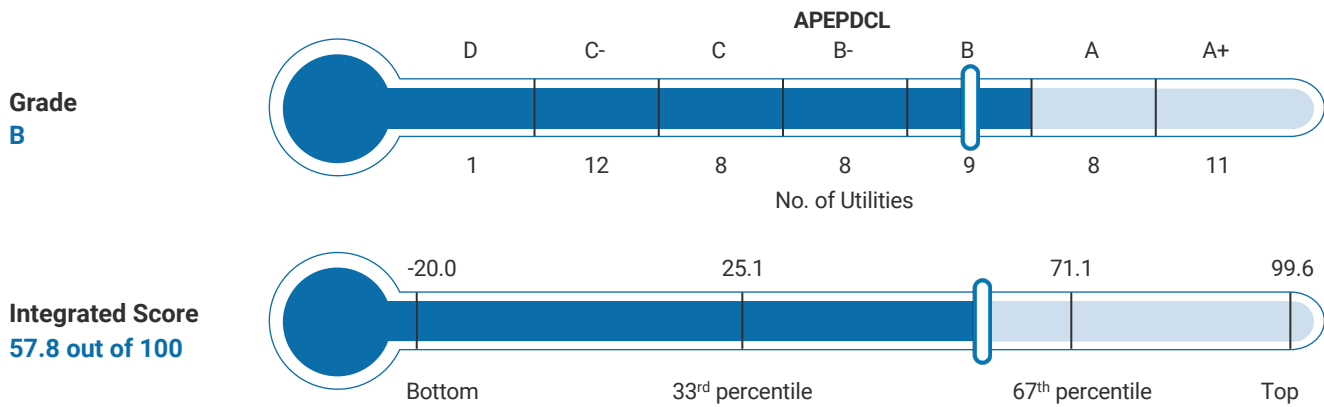 APEPDCL
D C- C B- B A A+
Grade
B
1 12 8 8 9 8 11
No. of Utilities
-20.0 25.1 71.1 99.6
Integrated Score
57.8 out of 100
Bottom 33rd percentile 67th percentile Top